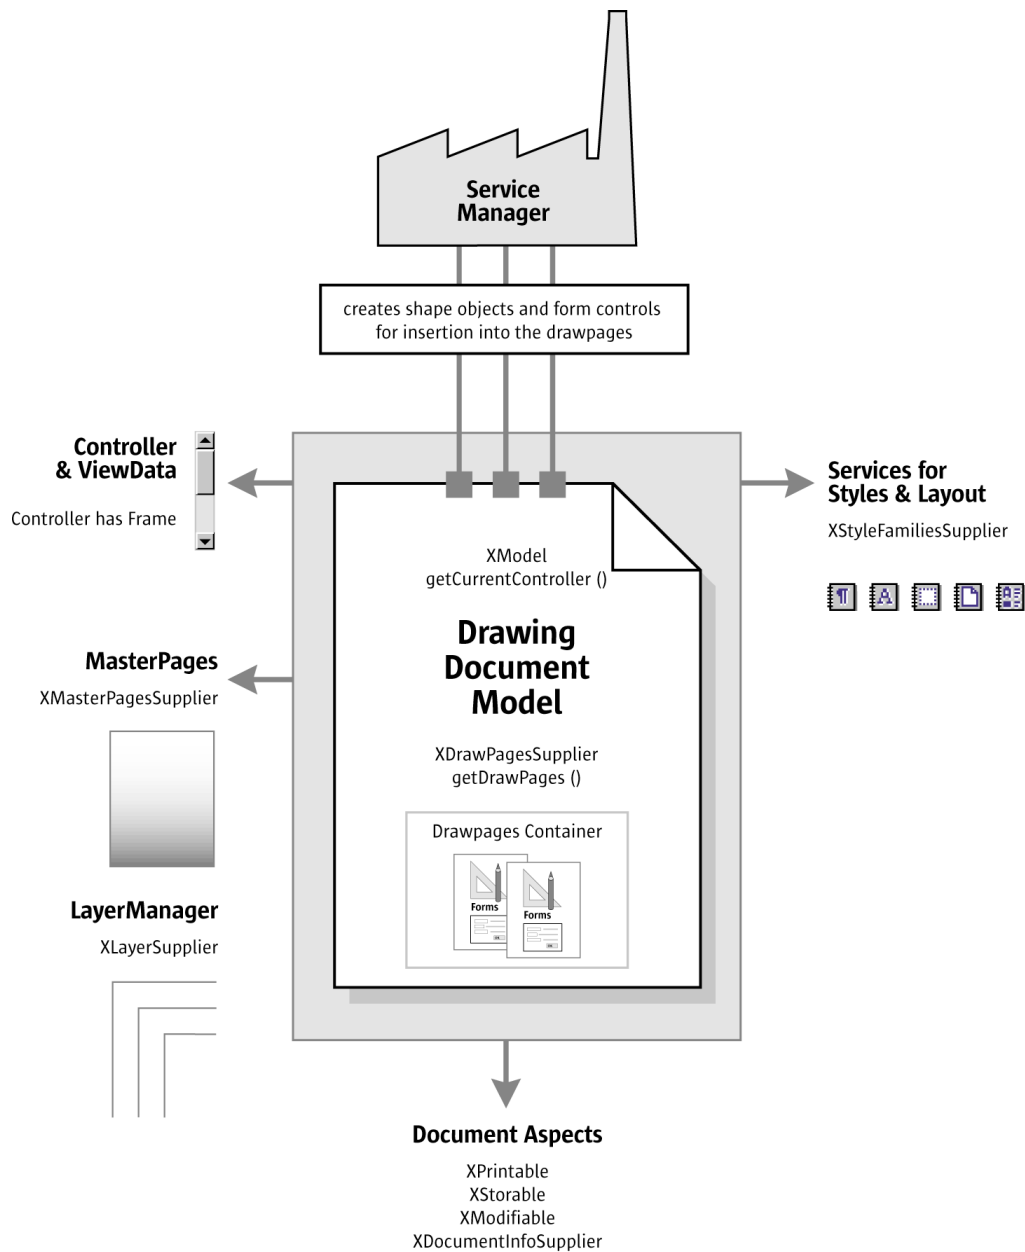 Service
Manager
creates shape objects and form controls
for insertion into the drawpages
Controller
& ViewData
Controller has Frame
Services for
Styles & Layout
XStyleFamiliesSupplier
XModel
getCurrentController ()
Drawing
Document
Model
MasterPages
XMasterPagesSupplier
XDrawPagesSupplier
getDrawPages ()
Drawpages Container
Forms
Forms
LayerManager
XLayerSupplier
Document Aspects
XPrintable
XStorable
XModifiable
XDocumentInfoSupplier